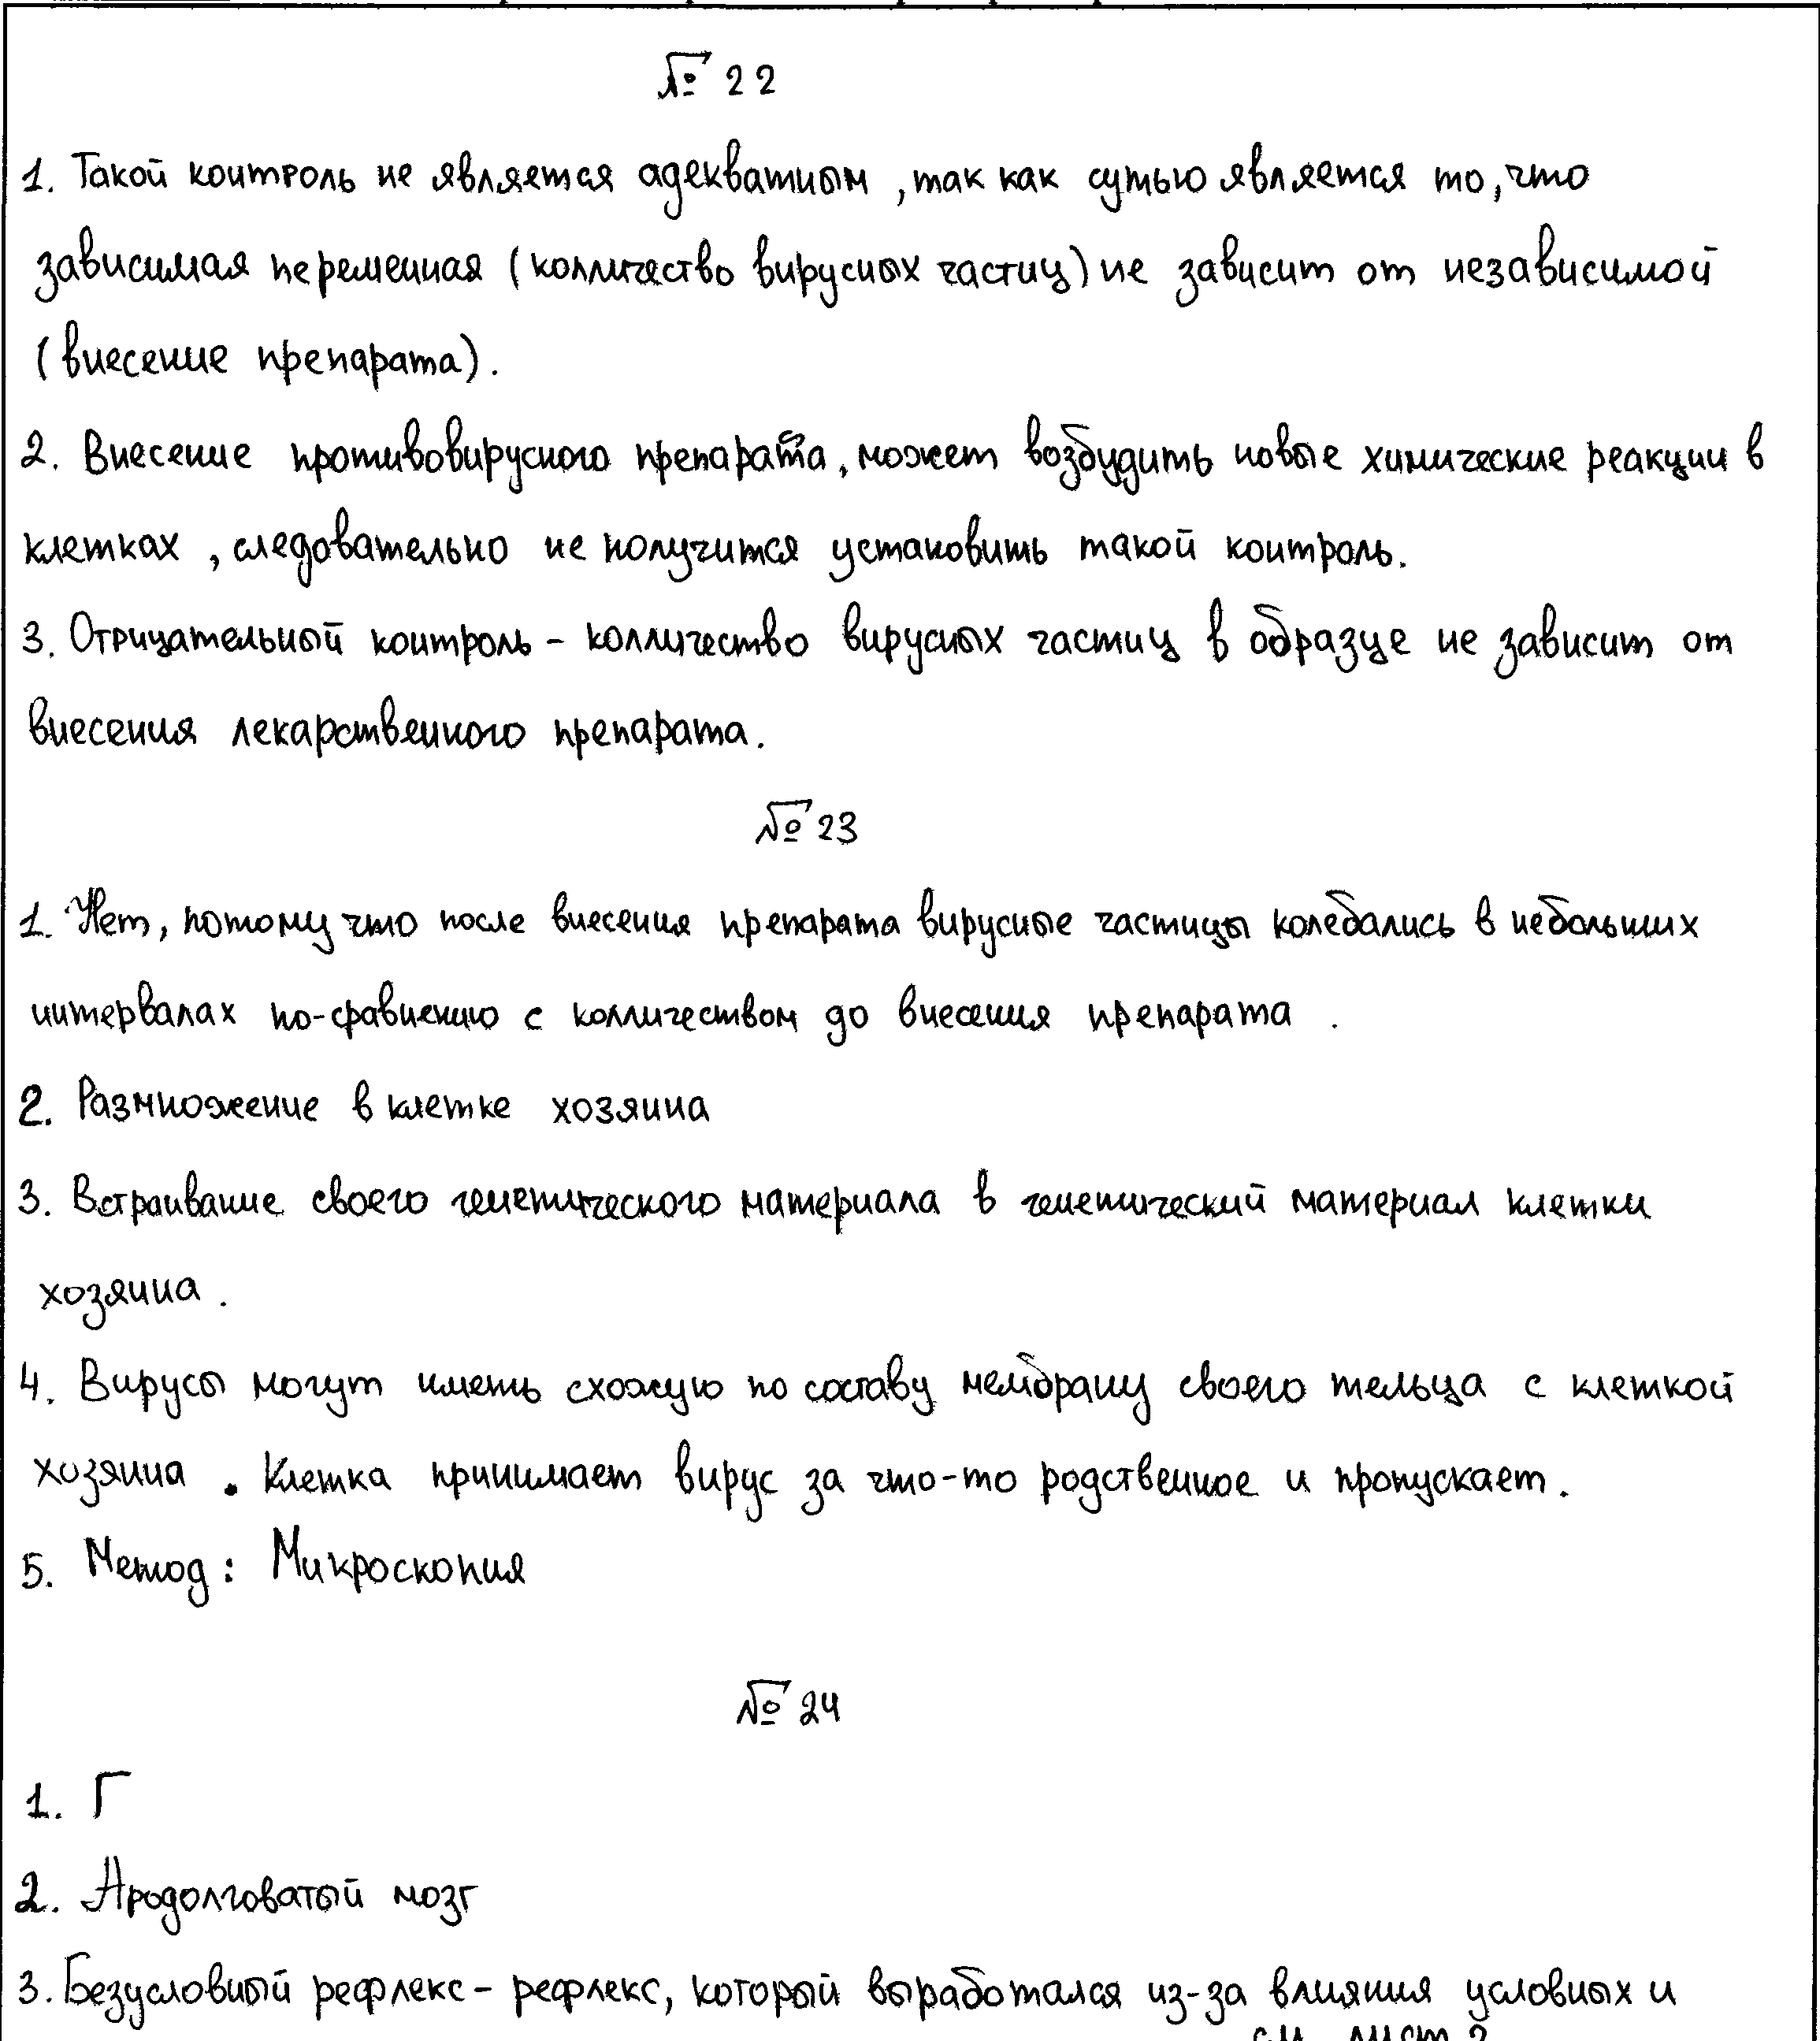 № 22
1. Такой контроль не является адекватным, так как сутью является то, что
зависимая переменная (колличество вирусных частиц) не зависит от независимой
(внесение препарата).
2. Внесение противовирусного препарата, может возбудить новые химические реакции в
клетках, следовательно не получится установить такой контроль.
3. Отрицательный контроль - колличество вирусных частиц в образце не зависит от
внесения лекарственного препарата.
№ 23
1. Нет, потому что после внесения препарата вирусные частицы колебались в небольших
интервалах по-сравнению с колличеством до внесения препарата.
2. Размножение в клетке хозяина
3. Встраивание своего генетического материала в генетический материал клетки
хозяина.
4. Вирусы могут иметь схожую по составу мембрану своего тельца с клеткой
хозяина. Клетка принимает вирус за что-то родственное и пропускает.
5. Метод: Микроскопия
№ 24
1. Г
2. Продолговатый мозг
3. Безусловный рефлекс - рефлекс, который выработался из-за влияния условных и
см. лист 2